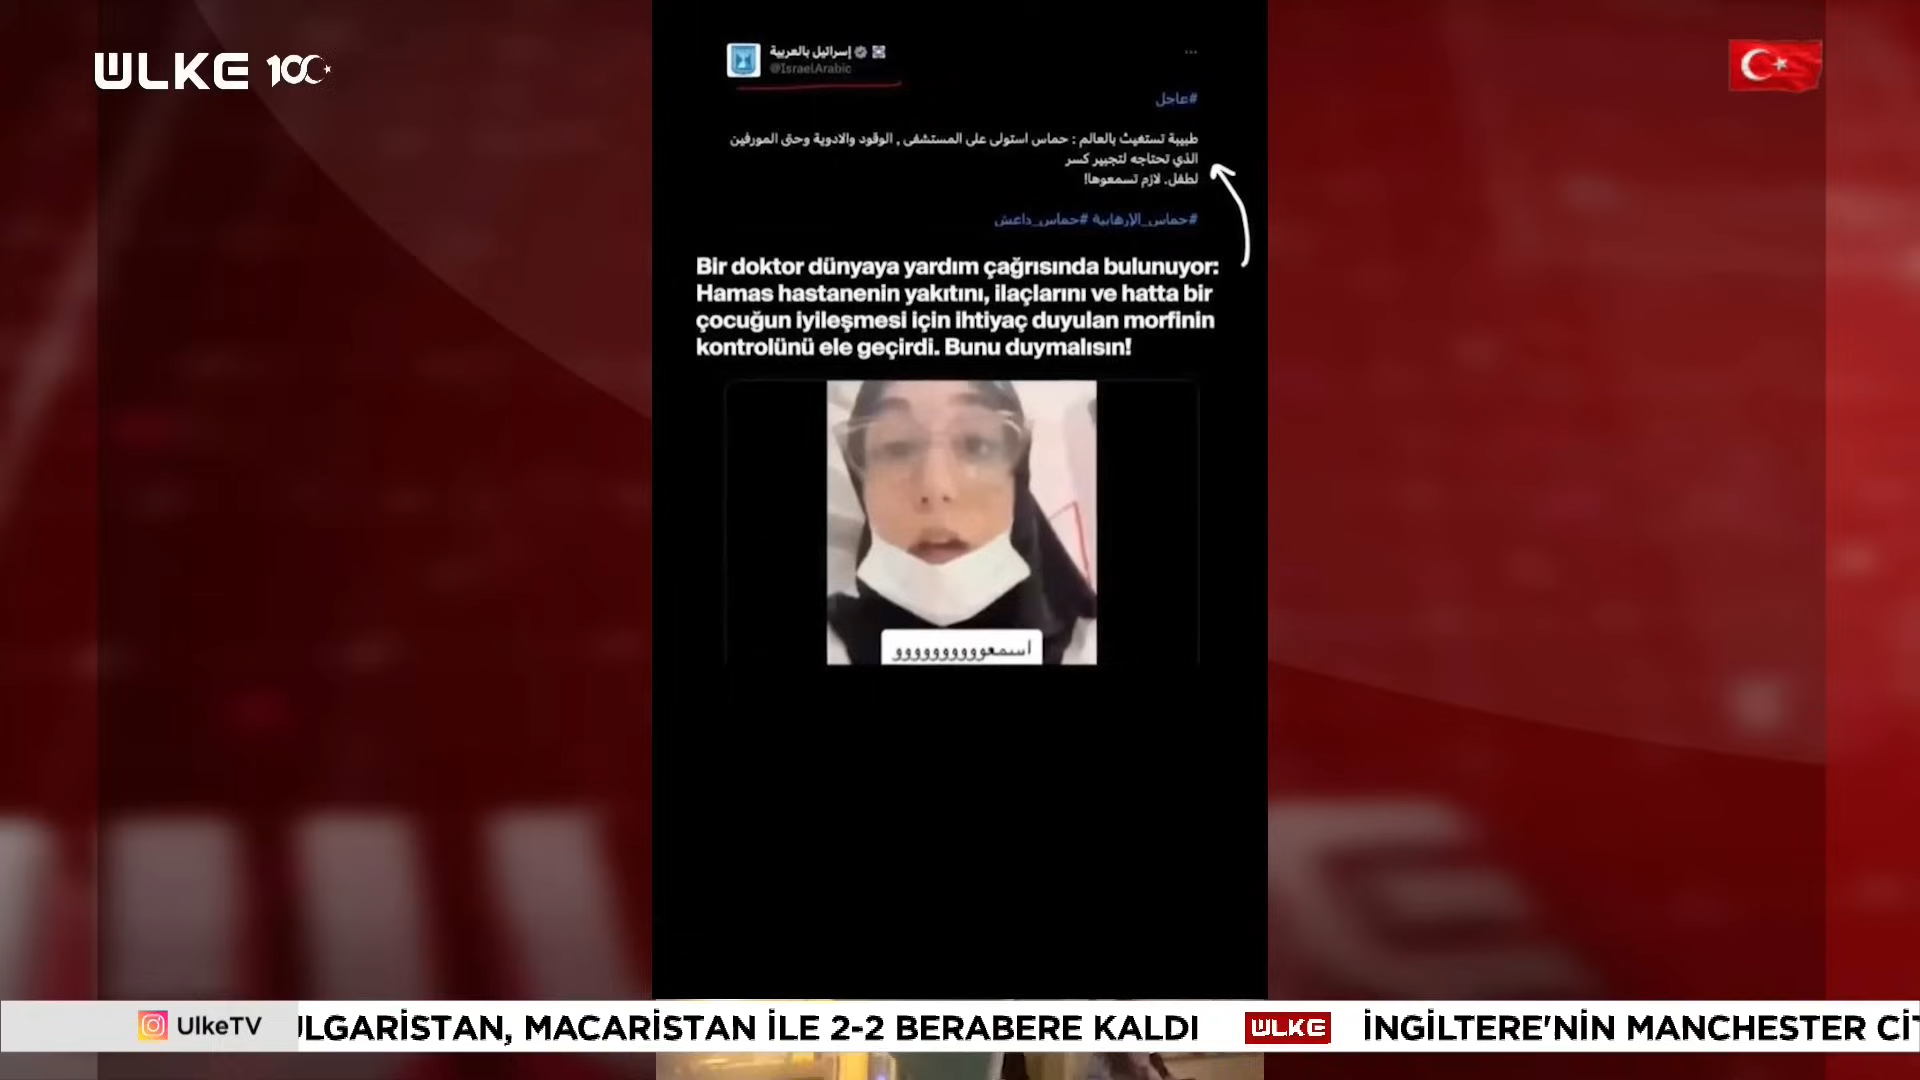 ULKE 100
إسرائيل بالعربية
@IsraelArabic
#عاجل
طبيبة تستغيث بالعالم : حماس استولى على المستشفى , الوقود والادوية وحتى المورفين
الذي تحتاجه لتجبير كسر
لطفل. لازم تسمعوها!
#حماس_الإرهابية #حماس_داعش
Bir doktor dünyaya yardım çağrısında bulunuyor:
Hamas hastanenin yakıtını, ilaçlarını ve hatta bir
çocuğun iyileşmesi için ihtiyaç duyulan morfinin
kontrolünü ele geçirdi. Bunu duymalısın!
اسمعوووووووووو
UlkeTV
ULGARİSTAN, MACARİSTAN İLE 2-2 BERABERE KALDI ULKE İNGİLTERE'NİN MANCHESTER CİT